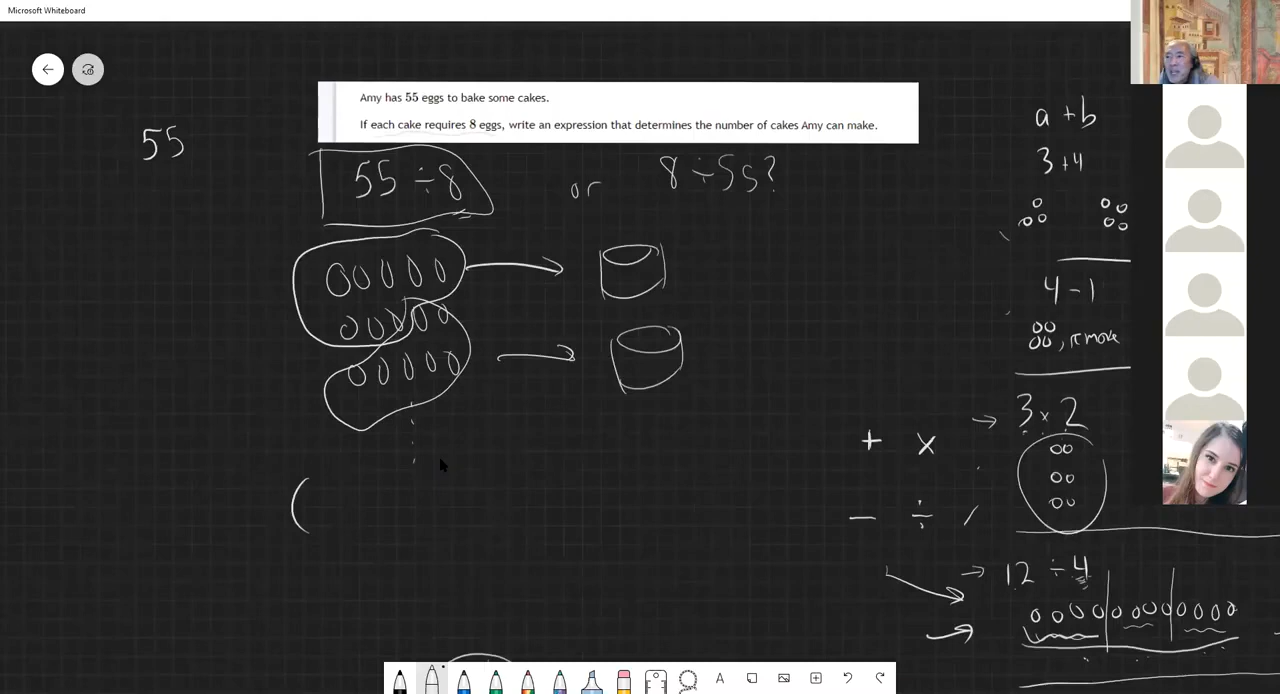 Microsoft Whiteboard
Amy has 55 eggs to bake some cakes.
If each cake requires 8 eggs, write an expression that determines the number of cakes Amy can make.
55
55 ÷ 8
or
8 ÷ 55?
(
a + b
3 + 4
4 - 1
, remove
3 x 2
+ x
- ÷ /
12 ÷ 4
A